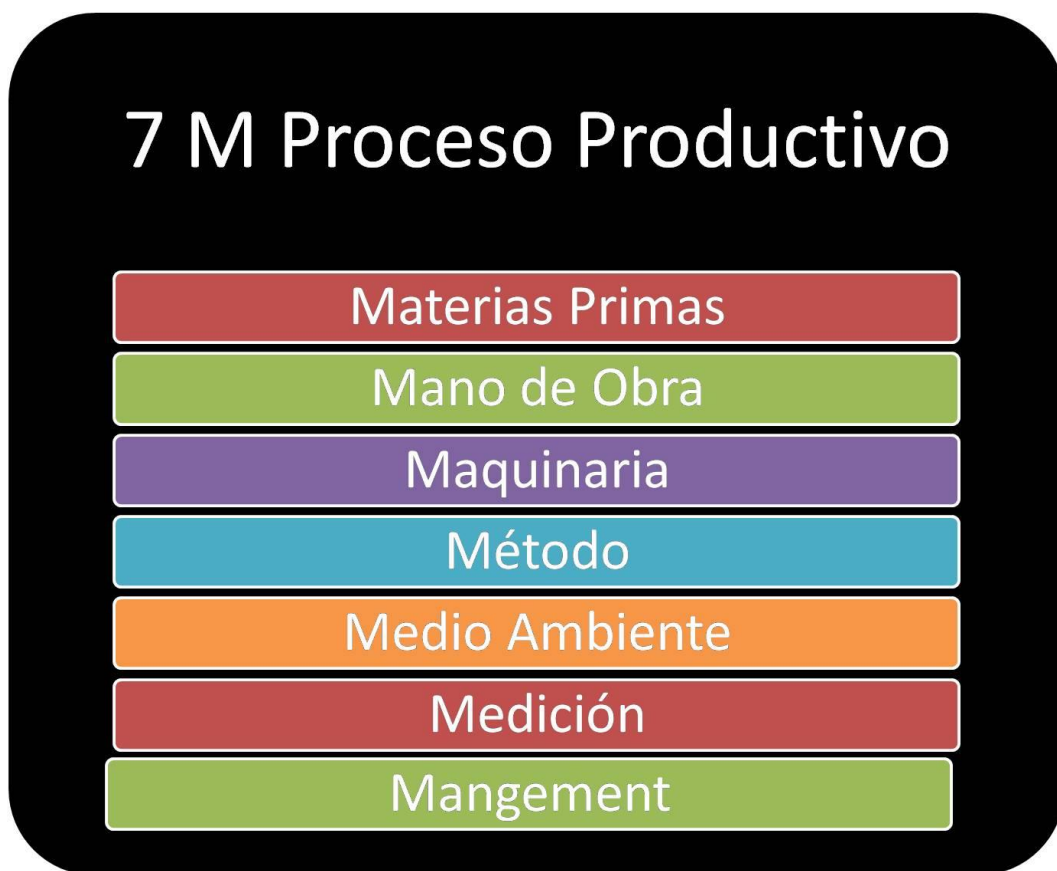 7 M Proceso Productivo
Materias Primas
Mano de Obra
Maquinaria
Método
Medio Ambiente
Medición
Mangement